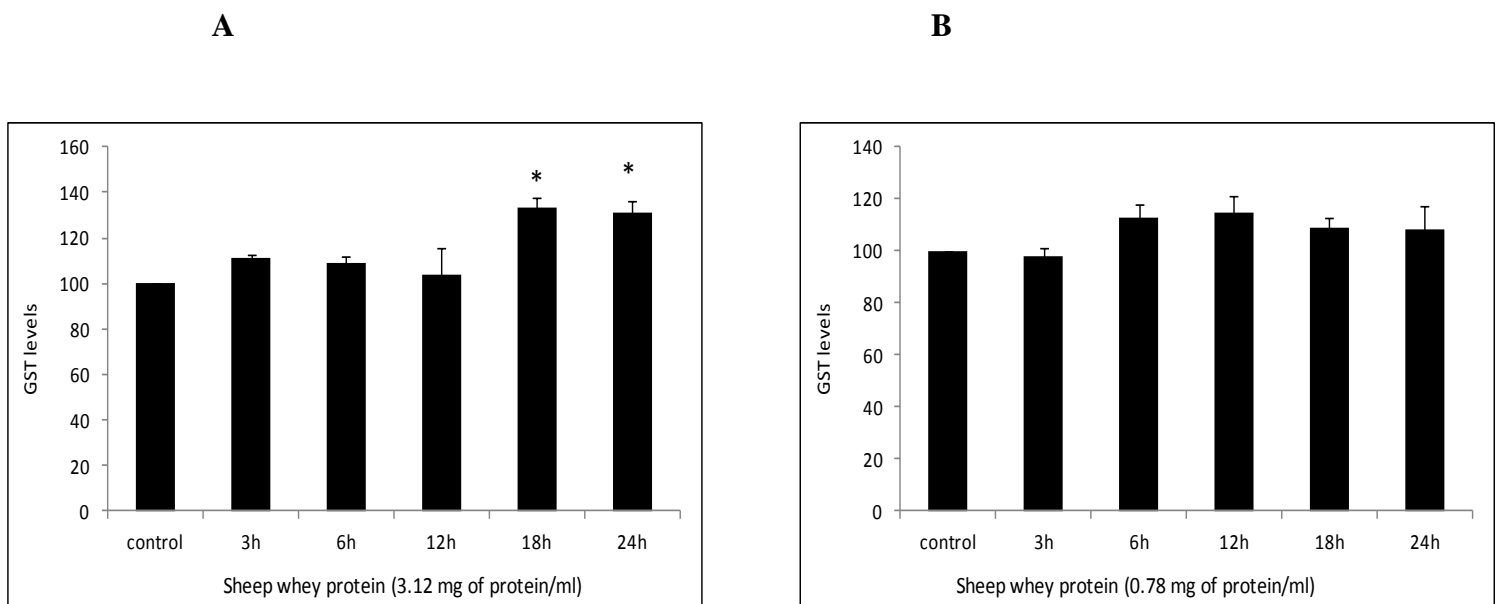 A
B
160
140
120
100
80
60
40
20
0
GST levels
* *
control 3h 6h 12h 18h 24h
Sheep whey protein (3.12 mg of protein/ml)
140
120
100
80
60
40
20
0
GST levels
control 3h 6h 12h 18h 24h
Sheep whey protein (0.78 mg of protein/ml)